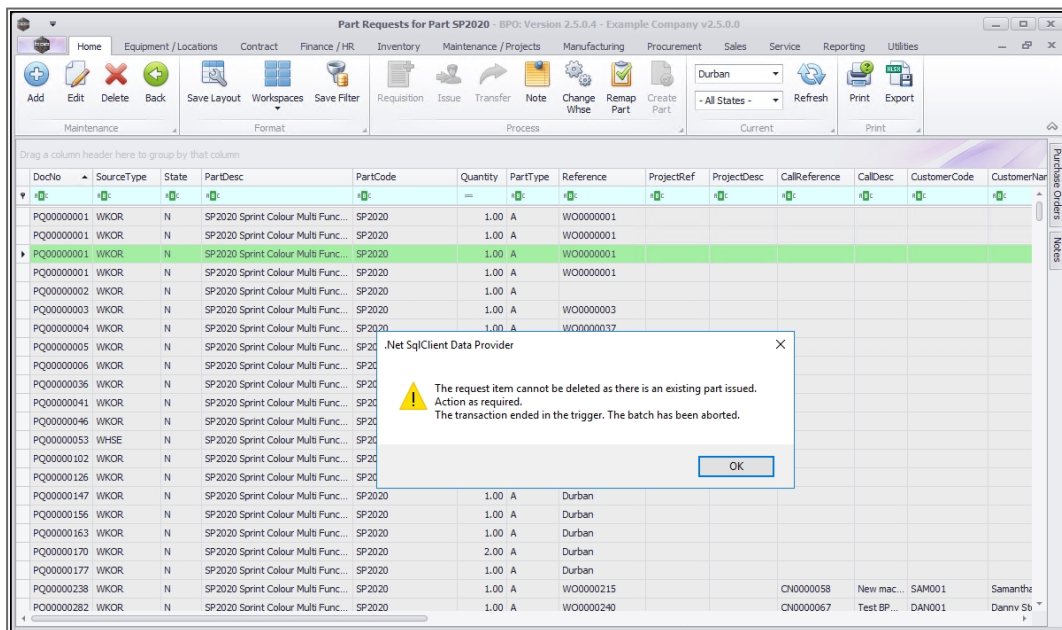 Part Requests for Part SP2020 - BPO: Version 2.5.0.4 - Example Company v2.5.0.0
Home Equipment / Locations Contract Finance / HR Inventory Maintenance / Projects Manufacturing Procurement Sales Service Reporting Utilities
Add Edit Delete Back Save Layout Workspaces Save Filter Requisition Issue Transfer Note Change Whse Remap Part Create Part Durban - All States - Refresh Print Export
Maintenance Format Process Current Print
Drag a column header here to group by that column
DocNo SourceType State PartDesc PartCode Quantity PartType Reference ProjectRef ProjectDesc CallReference CallDesc CustomerCode CustomerNar
PQ00000001 WKOR N SP2020 Sprint Colour Multi Func... SP2020 1.00 A WO0000001
PQ00000001 WKOR N SP2020 Sprint Colour Multi Func... SP2020 1.00 A WO0000001
PQ00000001 WKOR N SP2020 Sprint Colour Multi Func... SP2020 1.00 A WO0000001
PQ00000001 WKOR N SP2020 Sprint Colour Multi Func... SP2020 1.00 A WO0000001
PQ00000002 WKOR N SP2020 Sprint Colour Multi Func... SP2020 1.00 A
PQ00000003 WKOR N SP2020 Sprint Colour Multi Func... SP2020 1.00 A WO0000003
PQ00000004 WKOR N SP2020 Sprint Colour Multi Func... SP2020 1.00 A WO0000037
PQ00000005 WKOR N SP2020 Sprint Colour Multi Func... SP20
PQ00000006 WKOR N SP2020 Sprint Colour Multi Func... SP20
PQ00000036 WKOR N SP2020 Sprint Colour Multi Func... SP20
PQ00000041 WKOR N SP2020 Sprint Colour Multi Func... SP20
PQ00000046 WKOR N SP2020 Sprint Colour Multi Func... SP20
PQ00000053 WHSE N SP2020 Sprint Colour Multi Func... SP20
PQ00000102 WKOR N SP2020 Sprint Colour Multi Func... SP20
PQ00000126 WKOR N SP2020 Sprint Colour Multi Func... SP20
PQ00000147 WKOR N SP2020 Sprint Colour Multi Func... SP2020 1.00 A Durban
PQ00000156 WKOR N SP2020 Sprint Colour Multi Func... SP2020 1.00 A Durban
PQ00000163 WKOR N SP2020 Sprint Colour Multi Func... SP2020 1.00 A Durban
PQ00000170 WKOR N SP2020 Sprint Colour Multi Func... SP2020 2.00 A Durban
PQ00000177 WKOR N SP2020 Sprint Colour Multi Func... SP2020 1.00 A Durban
PQ00000238 WKOR N SP2020 Sprint Colour Multi Func... SP2020 1.00 A WO0000215 CN0000058 New mac... SAM001 Samantha
PQ00000282 WKOR N SP2020 Sprint Colour Multi Func... SP2020 1.00 A WO0000240 CN0000067 Test BP... DAN001 Danny Sto
.Net SqlClient Data Provider
The request item cannot be deleted as there is an existing part issued.
Action as required.
The transaction ended in the trigger. The batch has been aborted.
OK
Purchase Orders
Notes